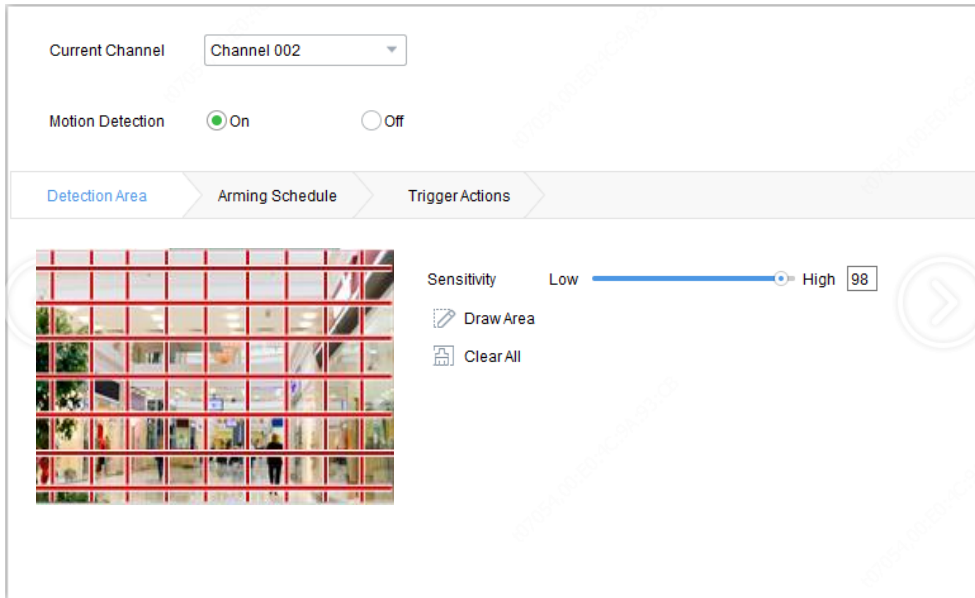 Current Channel Channel 002
Motion Detection On Off
Detection Area Arming Schedule Trigger Actions
Sensitivity Low High 98
Draw Area
Clear All